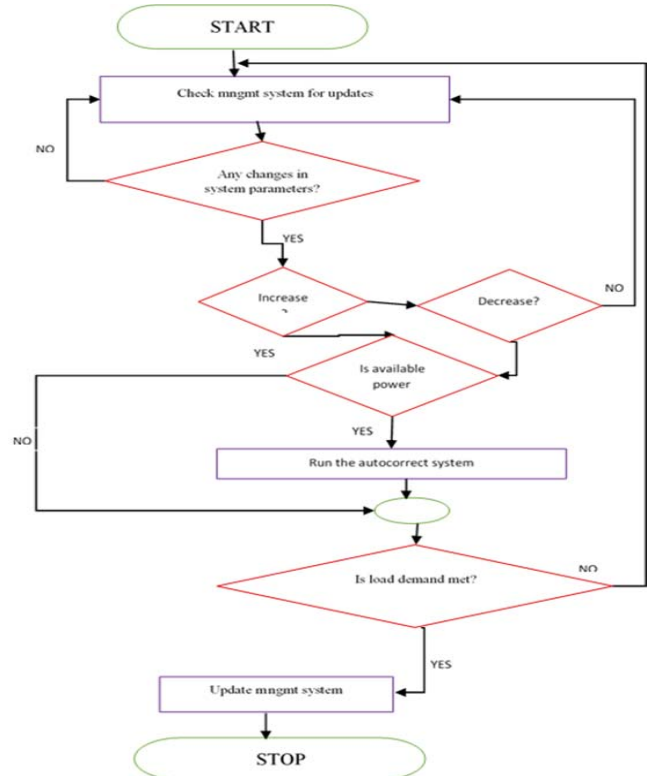 START
Check mngmt system for updates
NO
Any changes in
system parameters?
YES
NO
Increase
Decrease?
YES
Is available
power
YES
NO
Run the autocorrect system
Is load demand met?
NO
YES
Update mngmt system
STOP